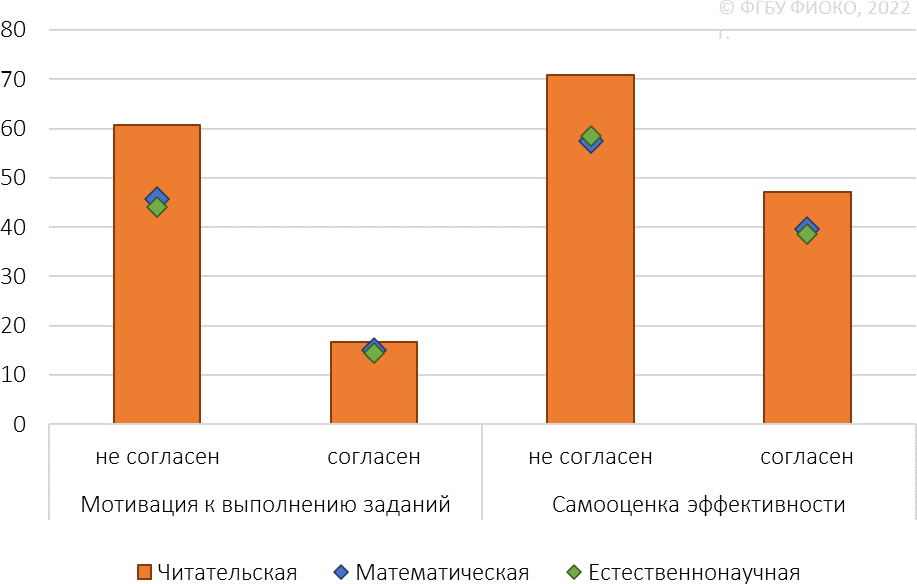 © ФГБУ ФИОКО, 2022
г.
80
70
60
50
40
30
20
10
0
не согласен согласен не согласен согласен
Мотивация к выполнению заданий Самооценка эффективности
Читательская Математическая Естественнонаучная